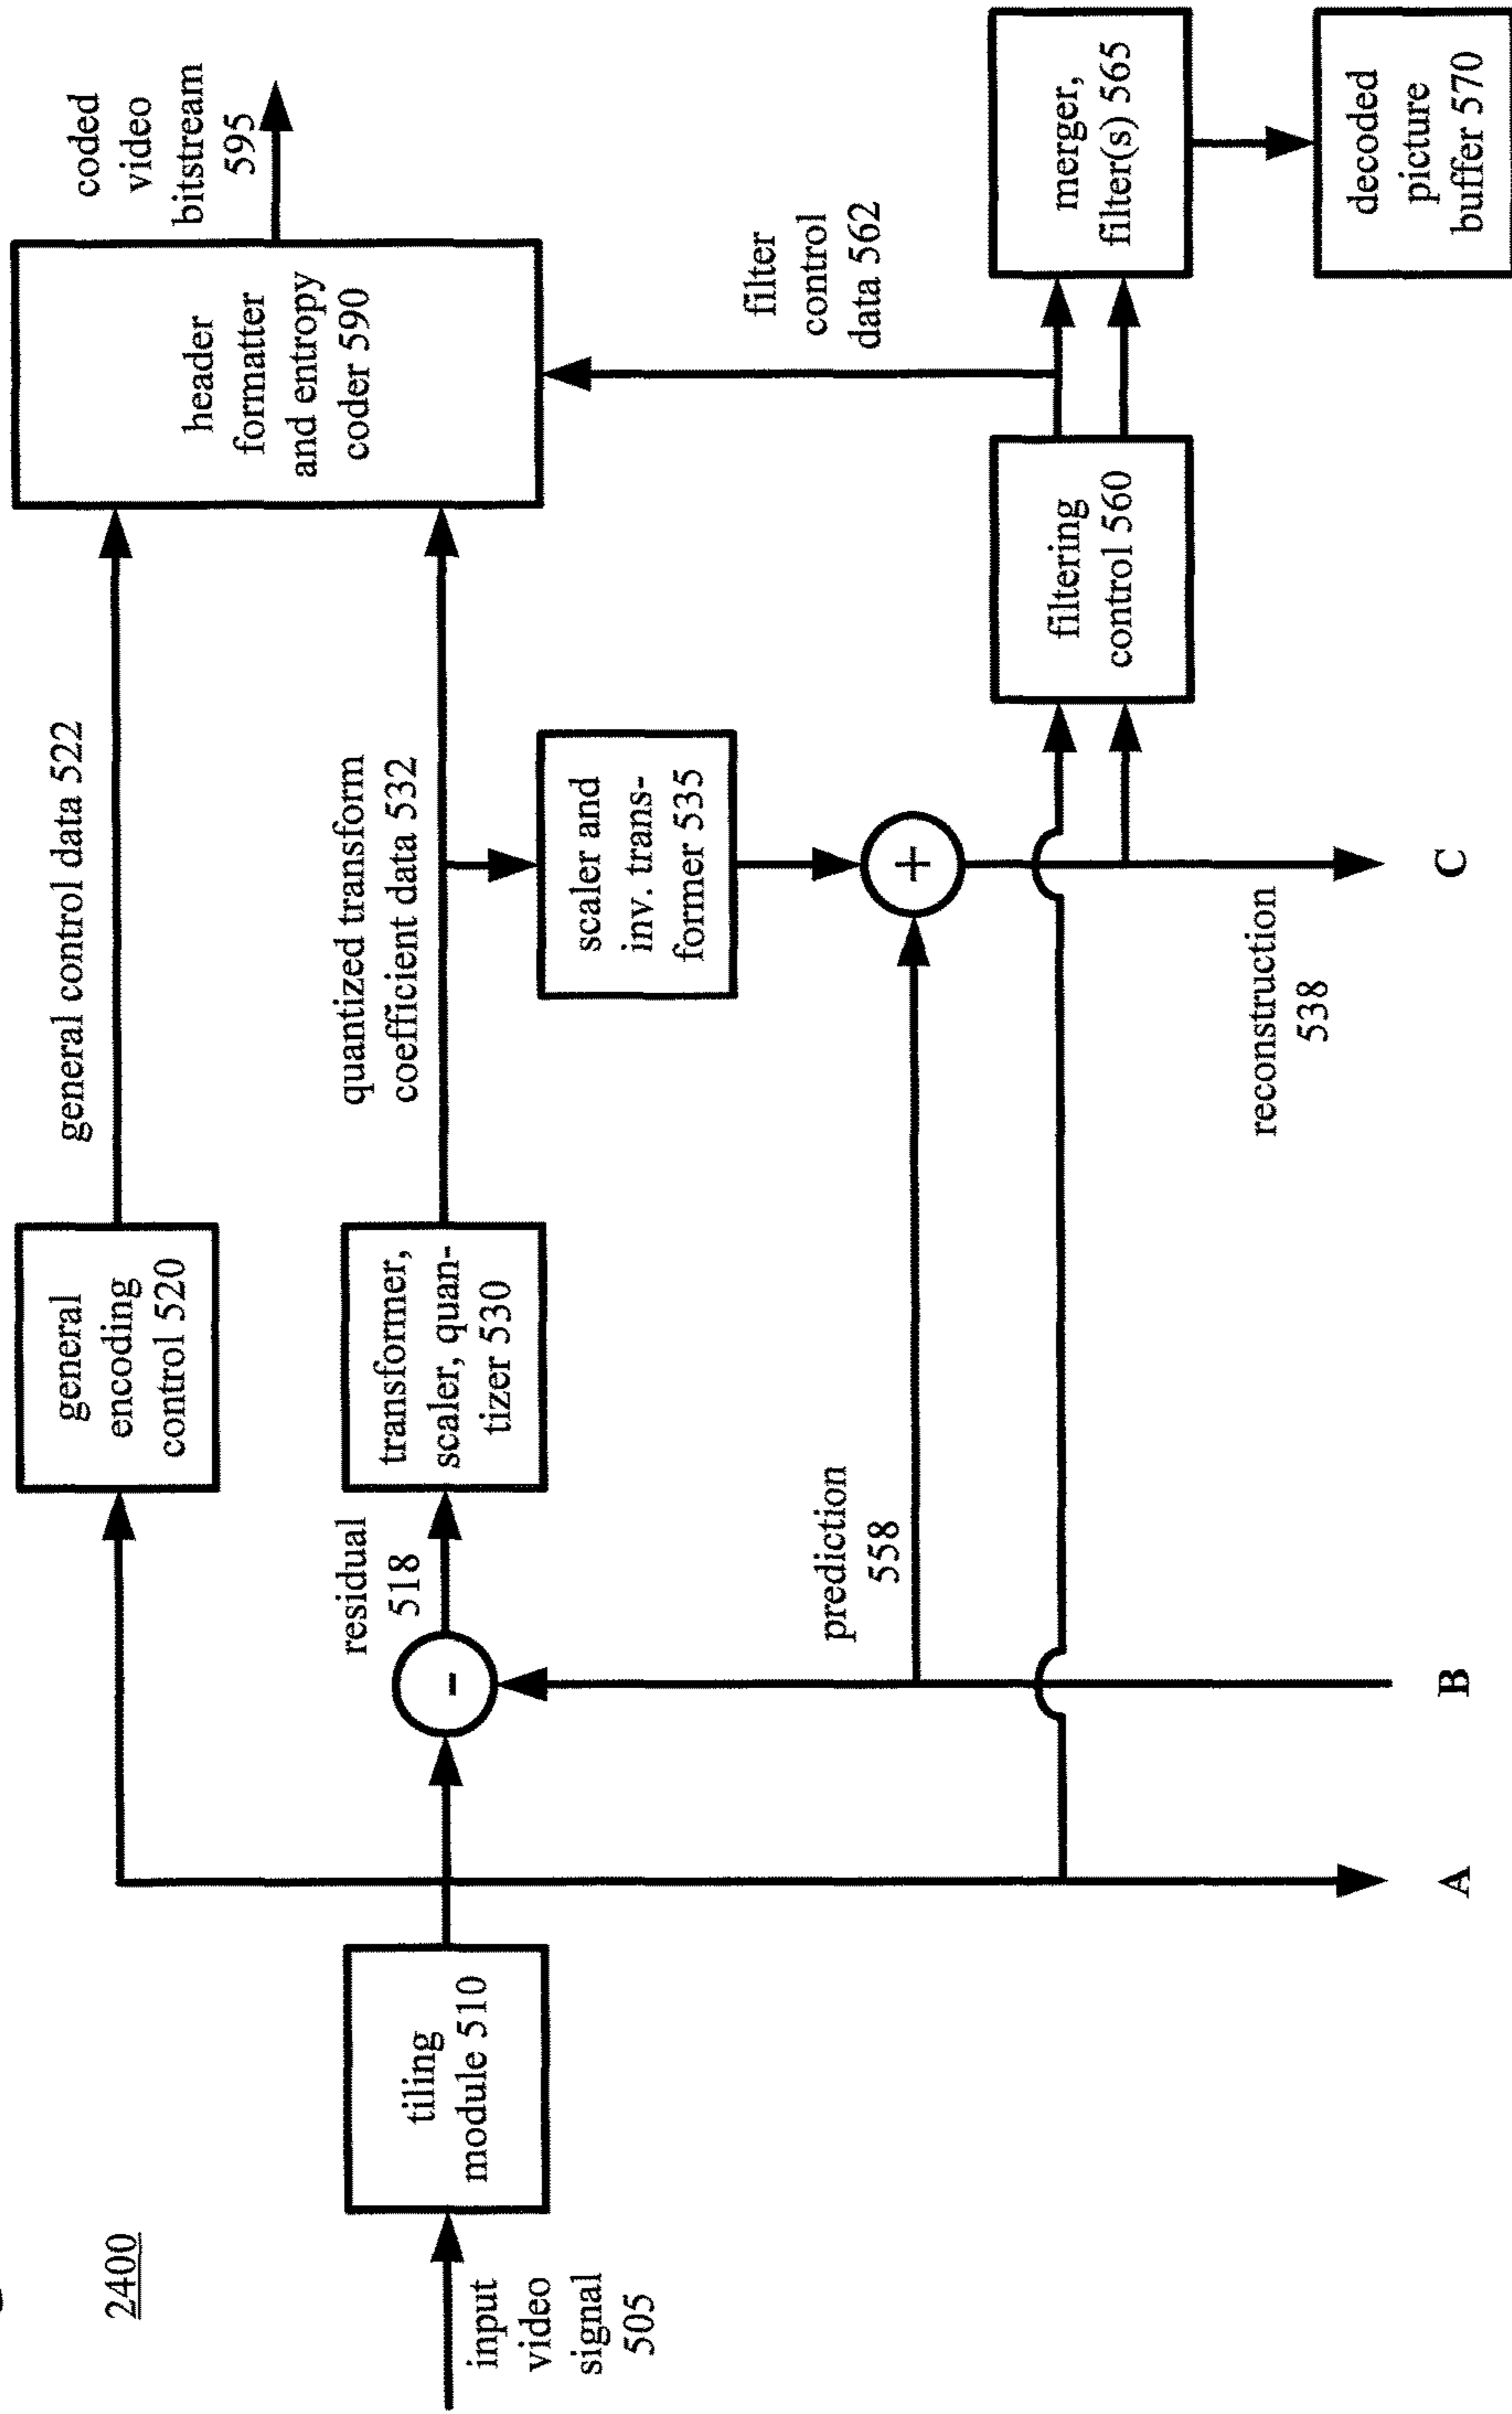 2400
general
encoding
control 520
general control data 522
header
formatter
and entropy
coder 590
coded
video
bitstream
595
input
video
signal
505
tiling
module 510
-
residual
518
transformer,
scaler, quan-
tizer 530
quantized transform
coefficient data 532
scaler and
inv. trans-
former 535
+
prediction
558
filter
control
data 562
filtering
control 560
merger,
filter(s) 565
decoded
picture
buffer 570
reconstruction
538
A
B
C